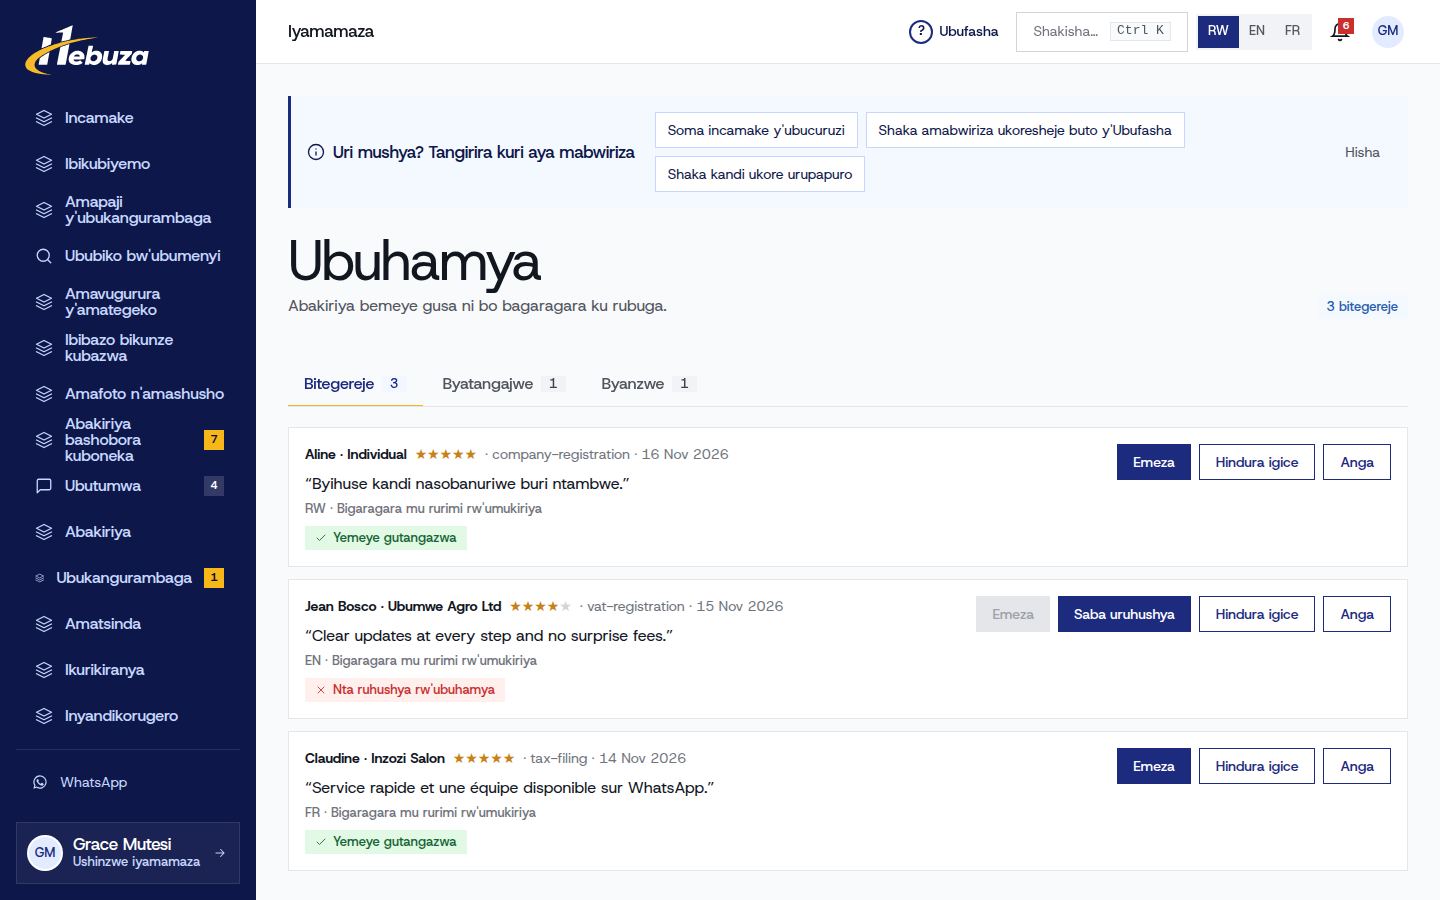 Hebuza
Incamake
Ibikubiyemo
Amapaji
y'ubukangurambaga
Ububiko bw'ubumenyi
Amavugurura
y'amategeko
Ibibazo bikunze
kubazwa
Amafoto n'amashusho
Abakiriya
bashobora
kuboneka
7
Ubutumwa
4
Abakiriya
Ubukangurambaga
1
Amatsinda
Ikurikiranya
Inyandikorugero
WhatsApp
GM
Grace Mutesi
Ushinzwe iyamamaza
Iyamamaza
? Ubufasha
Shakisha... Ctrl K
RW EN FR
6
GM
Uri mushya? Tangirira kuri aya mabwiriza
Soma incamake y'ubucuruzi
Shaka amabwiriza ukoresheje buto y'Ubufasha
Shaka kandi ukore urupapuro
Hisha
Ubuhamya
Abakiriya bemeye gusa ni bo bagaragara ku rubuga.
3 bitegereje
Bitegereje 3
Byatangajwe 1
Byanzwe 1
Aline · Individual ★★★★★ · company-registration · 16 Nov 2026
“Byihuse kandi nasobanuriwe buri ntambwe.”
RW · Bigaragara mu rurimi rw'umukiriya
Yemeye gutangazwa
Emeza Hindura igice Anga
Jean Bosco · Ubumwe Agro Ltd ★★★★★ · vat-registration · 15 Nov 2026
“Clear updates at every step and no surprise fees.”
EN · Bigaragara mu rurimi rw'umukiriya
Nta ruhushya rw'ubuhamya
Emeza Saba uruhushya Hindura igice Anga
Claudine · Inzozi Salon ★★★★★ · tax-filing · 14 Nov 2026
“Service rapide et une équipe disponible sur WhatsApp.”
FR · Bigaragara mu rurimi rw'umukiriya
Yemeye gutangazwa
Emeza Hindura igice Anga